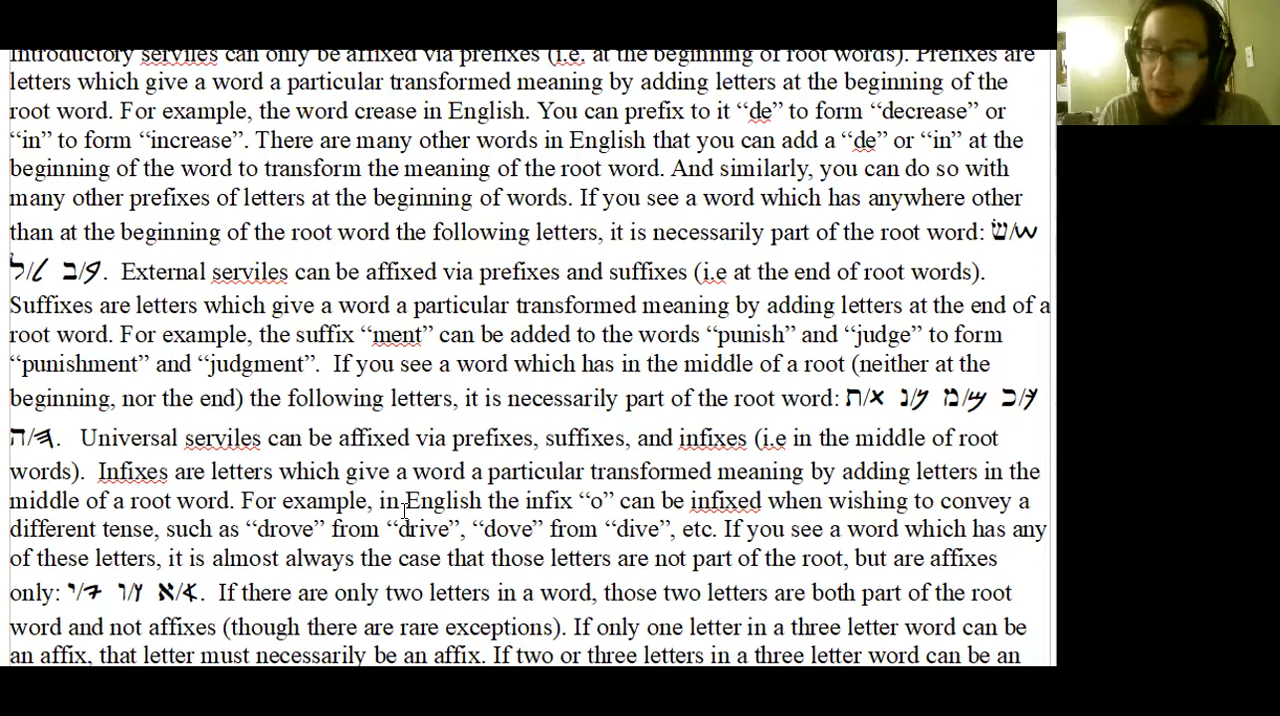 Introductory serviles can only be affixed via prefixes (i.e. at the beginning of root words). Prefixes are
letters which give a word a particular transformed meaning by adding letters at the beginning of the
root word. For example, the word crease in English. You can prefix to it “de” to form “decrease” or
“in” to form “increase”. There are many other words in English that you can add a “de” or “in” at the
beginning of the word to transform the meaning of the root word. And similarly, you can do so with
many other prefixes of letters at the beginning of words. If you see a word which has anywhere other
than at the beginning of the root word the following letters, it is necessarily part of the root word: שׁ/𐤔
ל/𐤋 ב/𐤁. External serviles can be affixed via prefixes and suffixes (i.e at the end of root words).
Suffixes are letters which give a word a particular transformed meaning by adding letters at the end of a
root word. For example, the suffix “ment” can be added to the words “punish” and “judge” to form
“punishment” and “judgment”. If you see a word which has in the middle of a root (neither at the
beginning, nor the end) the following letters, it is necessarily part of the root word: ת/𐤕 נ/𐤍 מ/𐤌 כ/𐤊
ה/𐤄. Universal serviles can be affixed via prefixes, suffixes, and infixes (i.e in the middle of root
words). Infixes are letters which give a word a particular transformed meaning by adding letters in the
middle of a root word. For example, in English the infix “o” can be infixed when wishing to convey a
different tense, such as “drove” from “drive”, “dove” from “dive”, etc. If you see a word which has any
of these letters, it is almost always the case that those letters are not part of the root, but are affixes
only: י/𐤉 ו/𐤅 א/𐤀. If there are only two letters in a word, those two letters are both part of the root
word and not affixes (though there are rare exceptions). If only one letter in a three letter word can be
an affix, that letter must necessarily be an affix. If two or three letters in a three letter word can be an